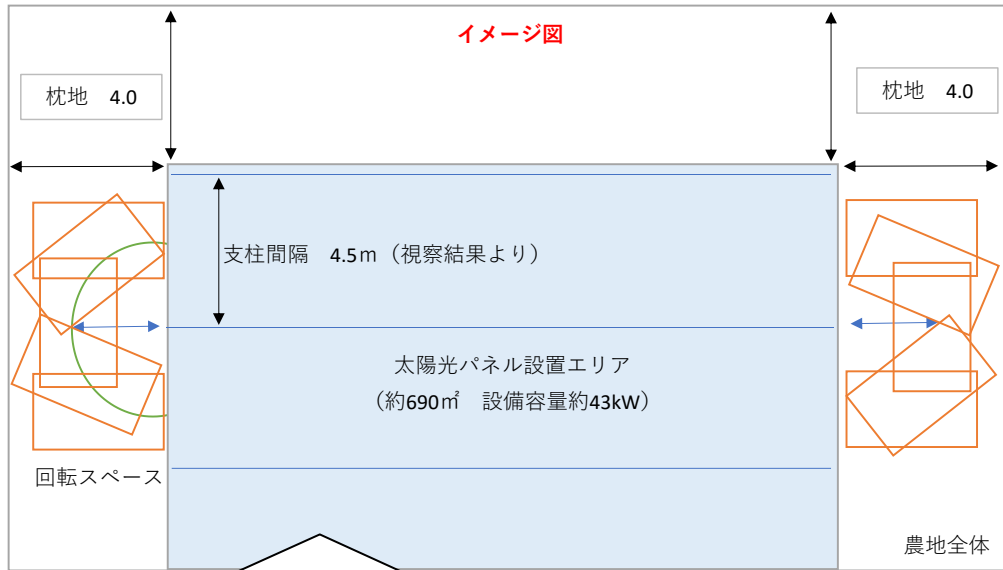 イメージ図
枕地　4.0
枕地　4.0
支柱間隔　4.5m（視察結果より）
太陽光パネル設置エリア
（約690㎡　設備容量約43kW）
回転スペース
農地全体